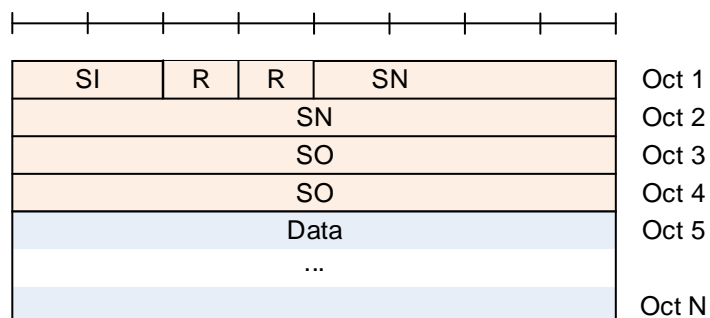 SI R R SN Oct 1
SN Oct 2
SO Oct 3
SO Oct 4
Data Oct 5
...
Oct N